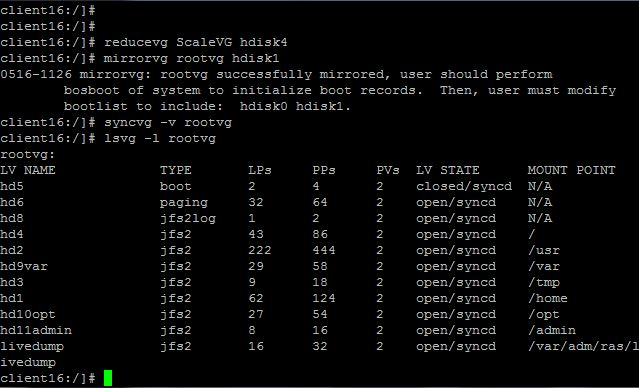 client16:/]#
client16:/]#
client16:/]# reducevg ScaleVG hdisk4
client16:/]# mirrorvg rootvg hdisk1
0516-1126 mirrorvg: rootvg successfully mirrored, user should perform
        bosboot of system to initialize boot records.  Then, user must modify
        bootlist to include:  hdisk0 hdisk1.
client16:/]# syncvg -v rootvg
client16:/]# lsvg -l rootvg
rootvg:
LV NAME             TYPE       LPs     PPs     PVs  LV STATE      MOUNT POINT
hd5                 boot       2       4       2    closed/syncd  N/A
hd6                 paging     32      64      2    open/syncd    N/A
hd8                 jfs2log    1       2       2    open/syncd    N/A
hd4                 jfs2       43      86      2    open/syncd    /
hd2                 jfs2       222     444     2    open/syncd    /usr
hd9var              jfs2       29      58      2    open/syncd    /var
hd3                 jfs2       9       18      2    open/syncd    /tmp
hd1                 jfs2       62      124     2    open/syncd    /home
hd10opt             jfs2       27      54      2    open/syncd    /opt
hd11admin           jfs2       8       16      2    open/syncd    /admin
livedump            jfs2       16      32      2    open/syncd    /var/adm/ras/l
ivedump
client16:/]#